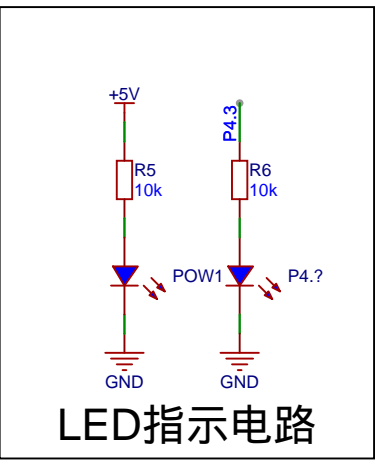 +5V
P4.3
R5
10k
R6
10k
POW1
P4.?
GND
GND
LED指示电路